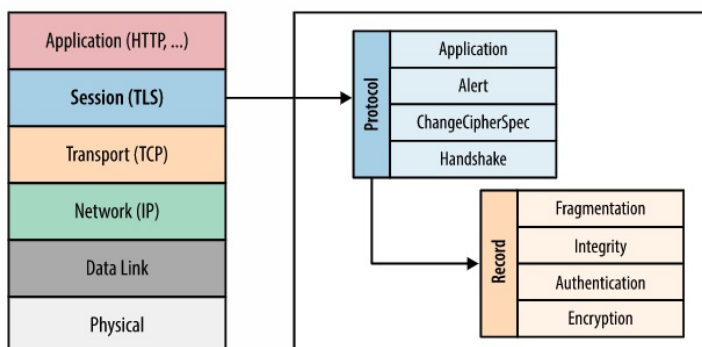 Application (HTTP, ...)
Session (TLS)
Transport (TCP)
Network (IP)
Data Link
Physical
Protocol
Application
Alert
ChangeCipherSpec
Handshake
Record
Fragmentation
Integrity
Authentication
Encryption